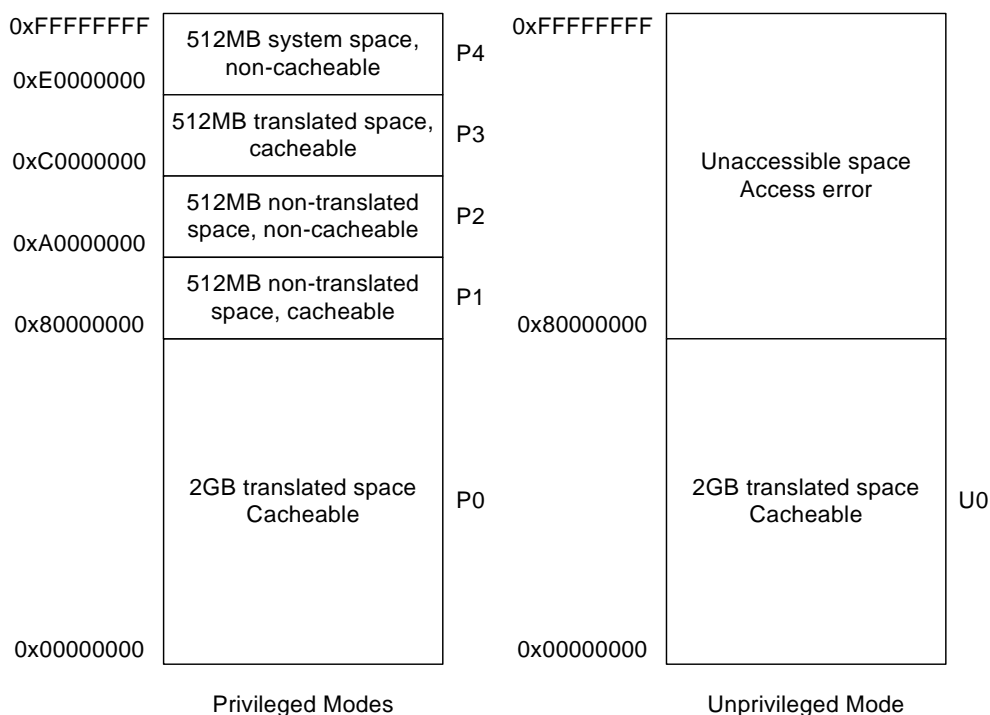 0xFFFFFFFF
512MB system space,
non-cacheable
P4
0xE0000000
512MB translated space,
cacheable
P3
0xC0000000
512MB non-translated
space, non-cacheable
P2
0xA0000000
512MB non-translated
space, cacheable
P1
0x80000000
2GB translated space
Cacheable
P0
0x00000000
Privileged Modes
0xFFFFFFFF
Unaccessible space
Access error
0x80000000
2GB translated space
Cacheable
U0
0x00000000
Unprivileged Mode